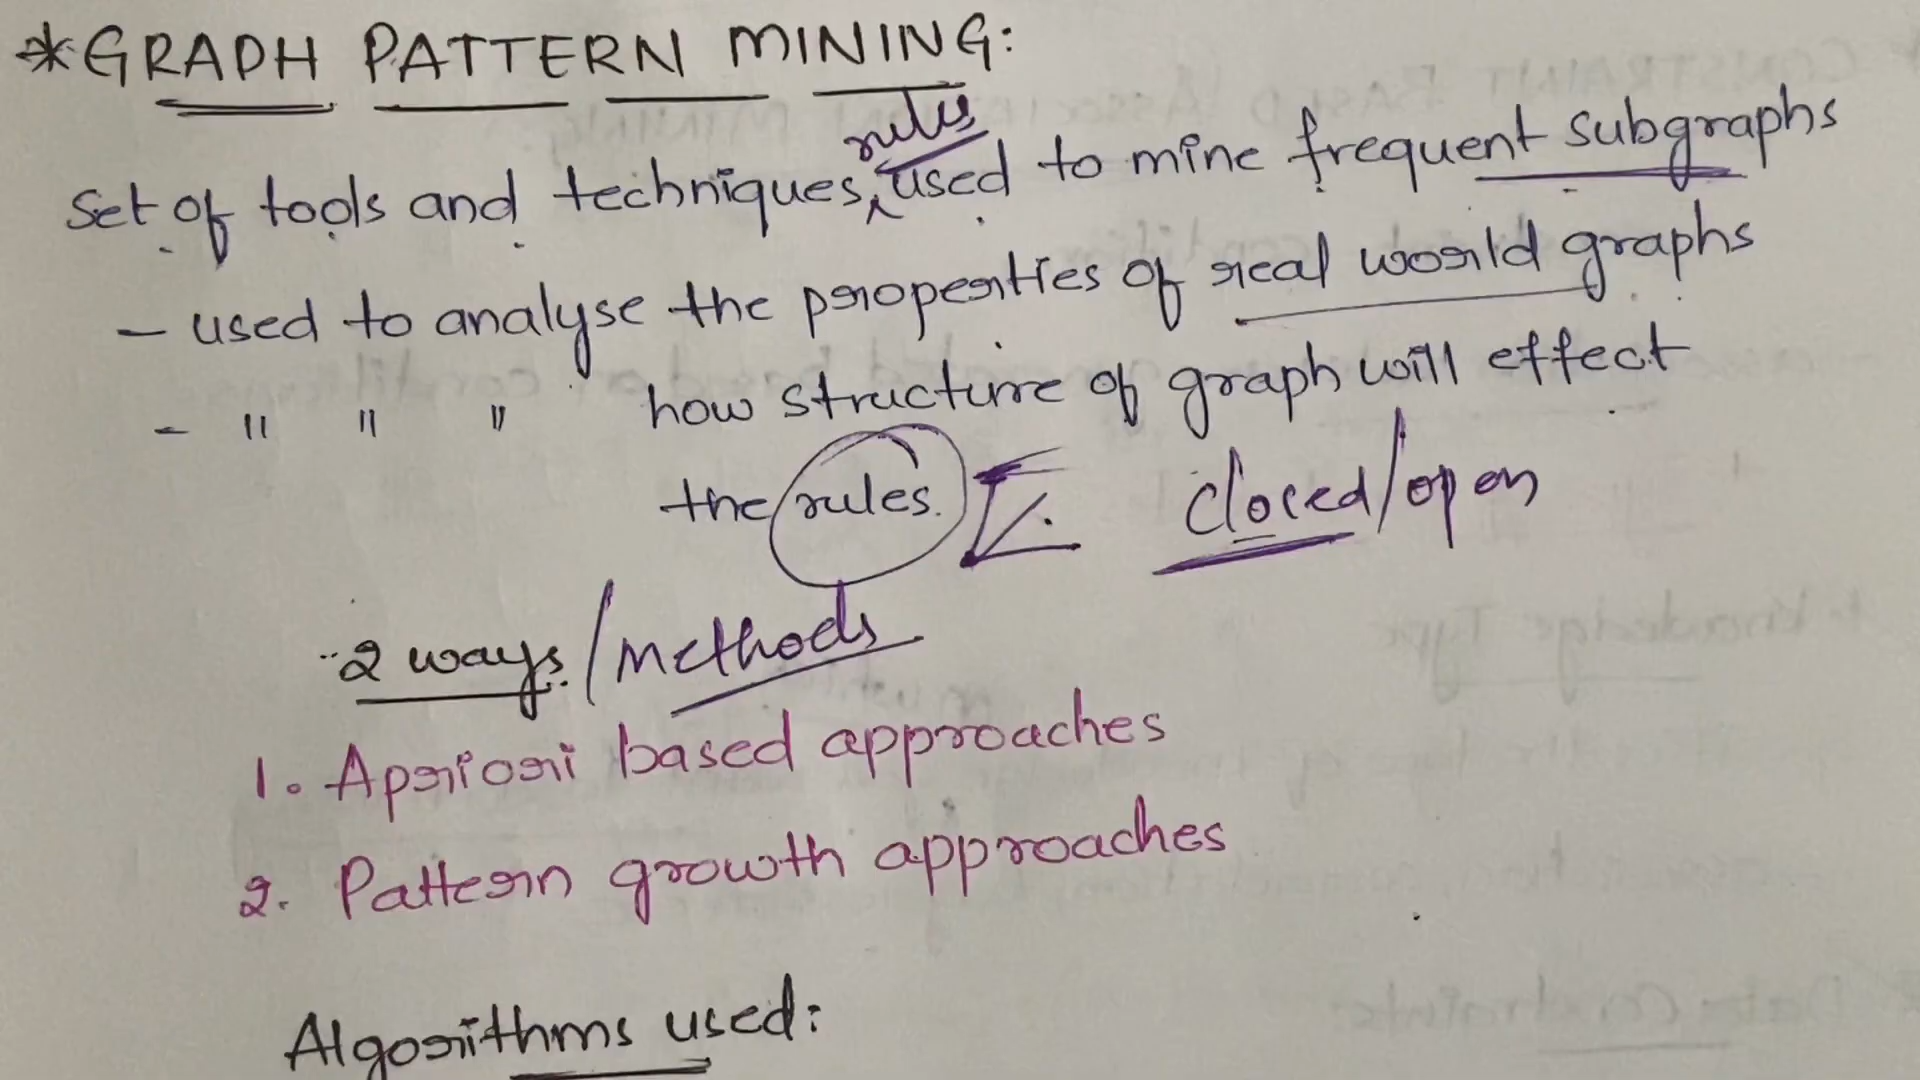 *GRAPH PATTERN MINING:
rules
set of tools and techniques, ^ used to mine frequent subgraphs
- used to analyse the properties of real world graphs
- " " " how structure of graph will effect
the rules. closed/open
2 ways/methods
1. Apriori based approaches
2. Pattern growth approaches
Algorithms used: